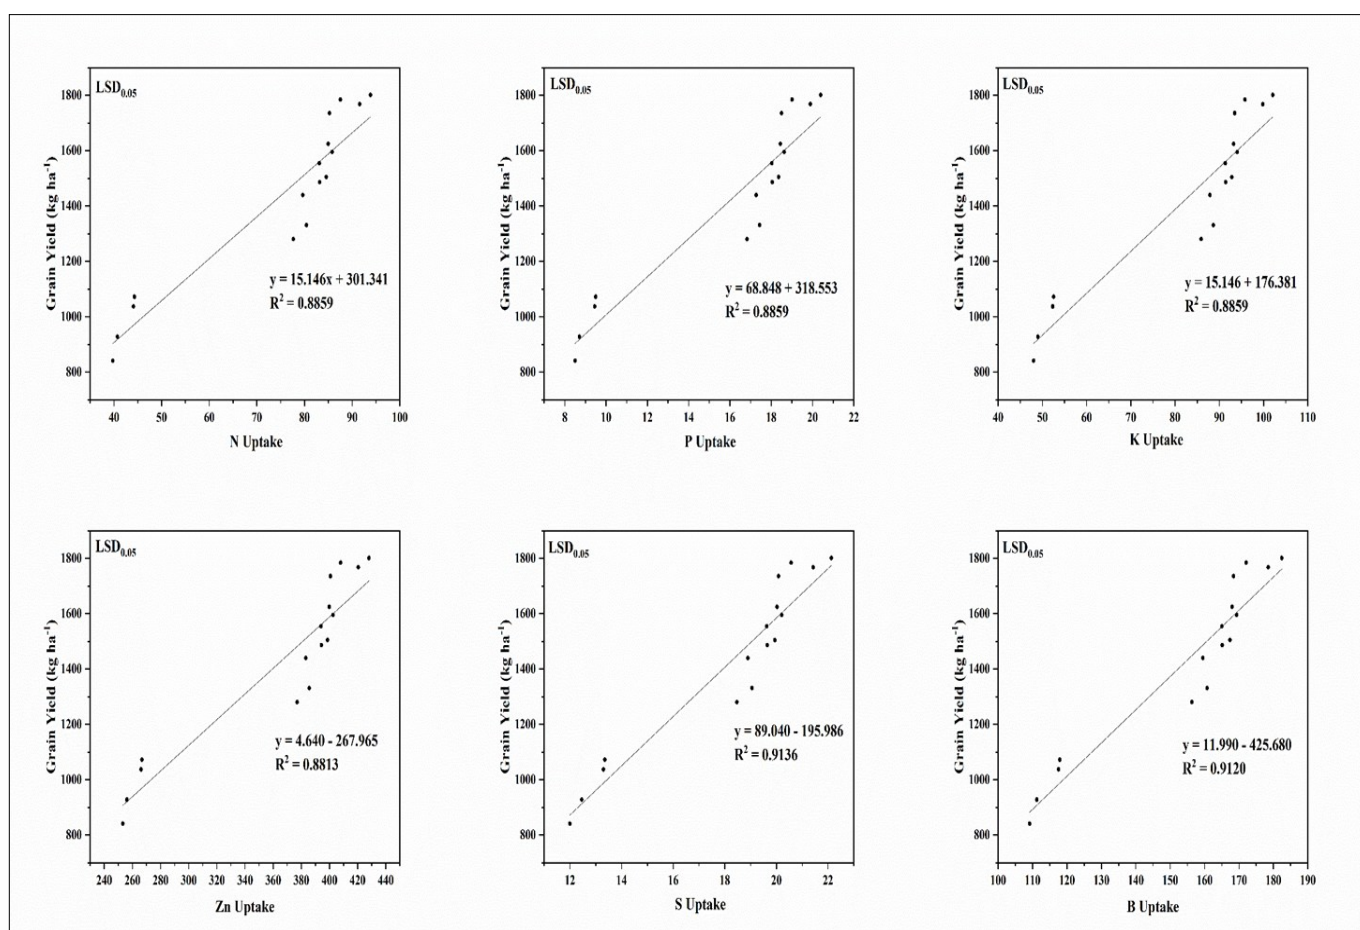 LSD0.05
1800
1600
1400
1200
1000
800
Grain Yield (kg ha-1)
y = 15.146x + 301.341
R2 = 0.8859
40 50 60 70 80 90 100
N Uptake
LSD0.05
1800
1600
1400
1200
1000
800
Grain Yield (kg ha-1)
y = 68.848 + 318.553
R2 = 0.8859
8 10 12 14 16 18 20 22
P Uptake
LSD0.05
1800
1600
1400
1200
1000
800
Grain Yield (kg ha-1)
y = 15.146 + 176.381
R2 = 0.8859
40 50 60 70 80 90 100 110
K Uptake
LSD0.05
1800
1600
1400
1200
1000
800
Grain Yield (kg ha-1)
y = 4.640 - 267.965
R2 = 0.8813
240 260 280 300 320 340 360 380 400 420 440
Zn Uptake
LSD0.05
1800
1600
1400
1200
1000
800
Grain Yield (kg ha-1)
y = 89.040 - 195.986
R2 = 0.9136
12 14 16 18 20 22
S Uptake
LSD0.05
1800
1600
1400
1200
1000
800
Grain Yield (kg ha-1)
y = 11.990 - 425.680
R2 = 0.9120
100 110 120 130 140 150 160 170 180 190
B Uptake